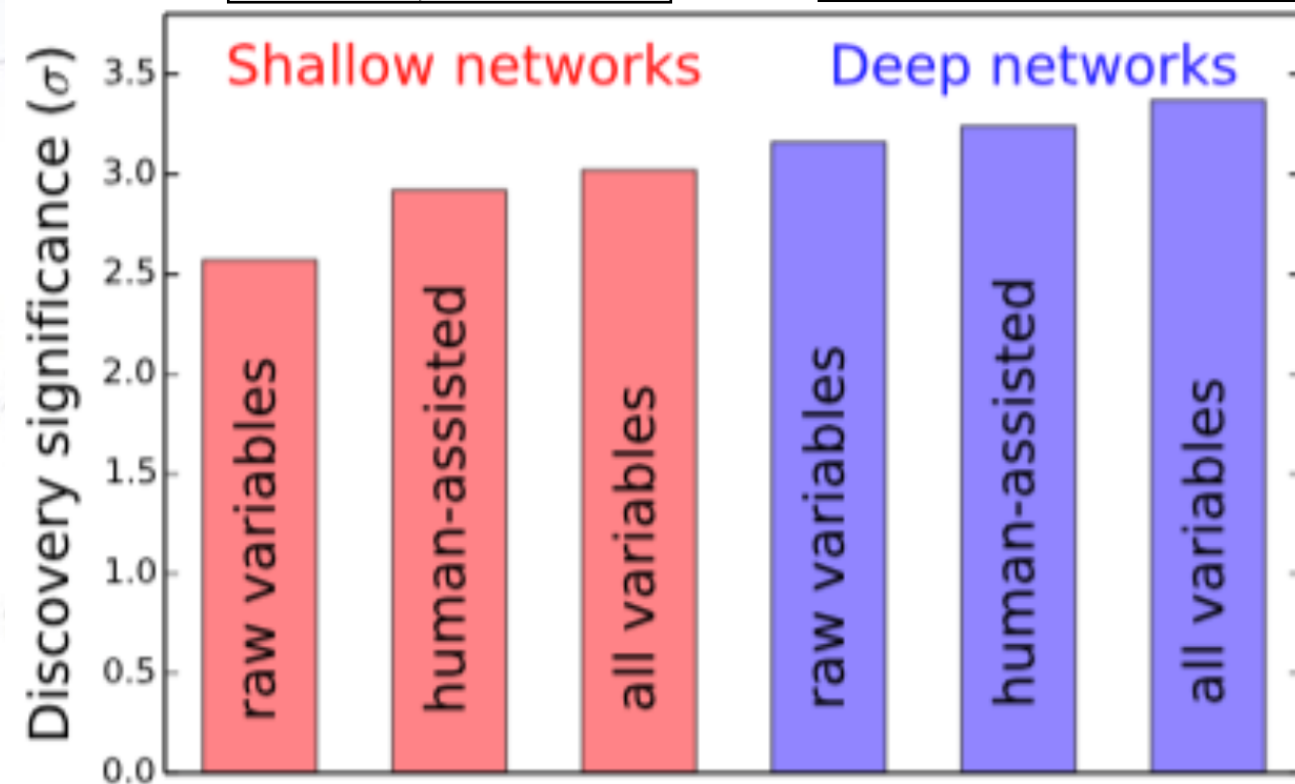 Discovery significance (σ)
3.5
3.0
2.5
2.0
1.5
1.0
0.5
0.0
Shallow networks
Deep networks
raw variables
human-assisted
all variables
raw variables
human-assisted
all variables